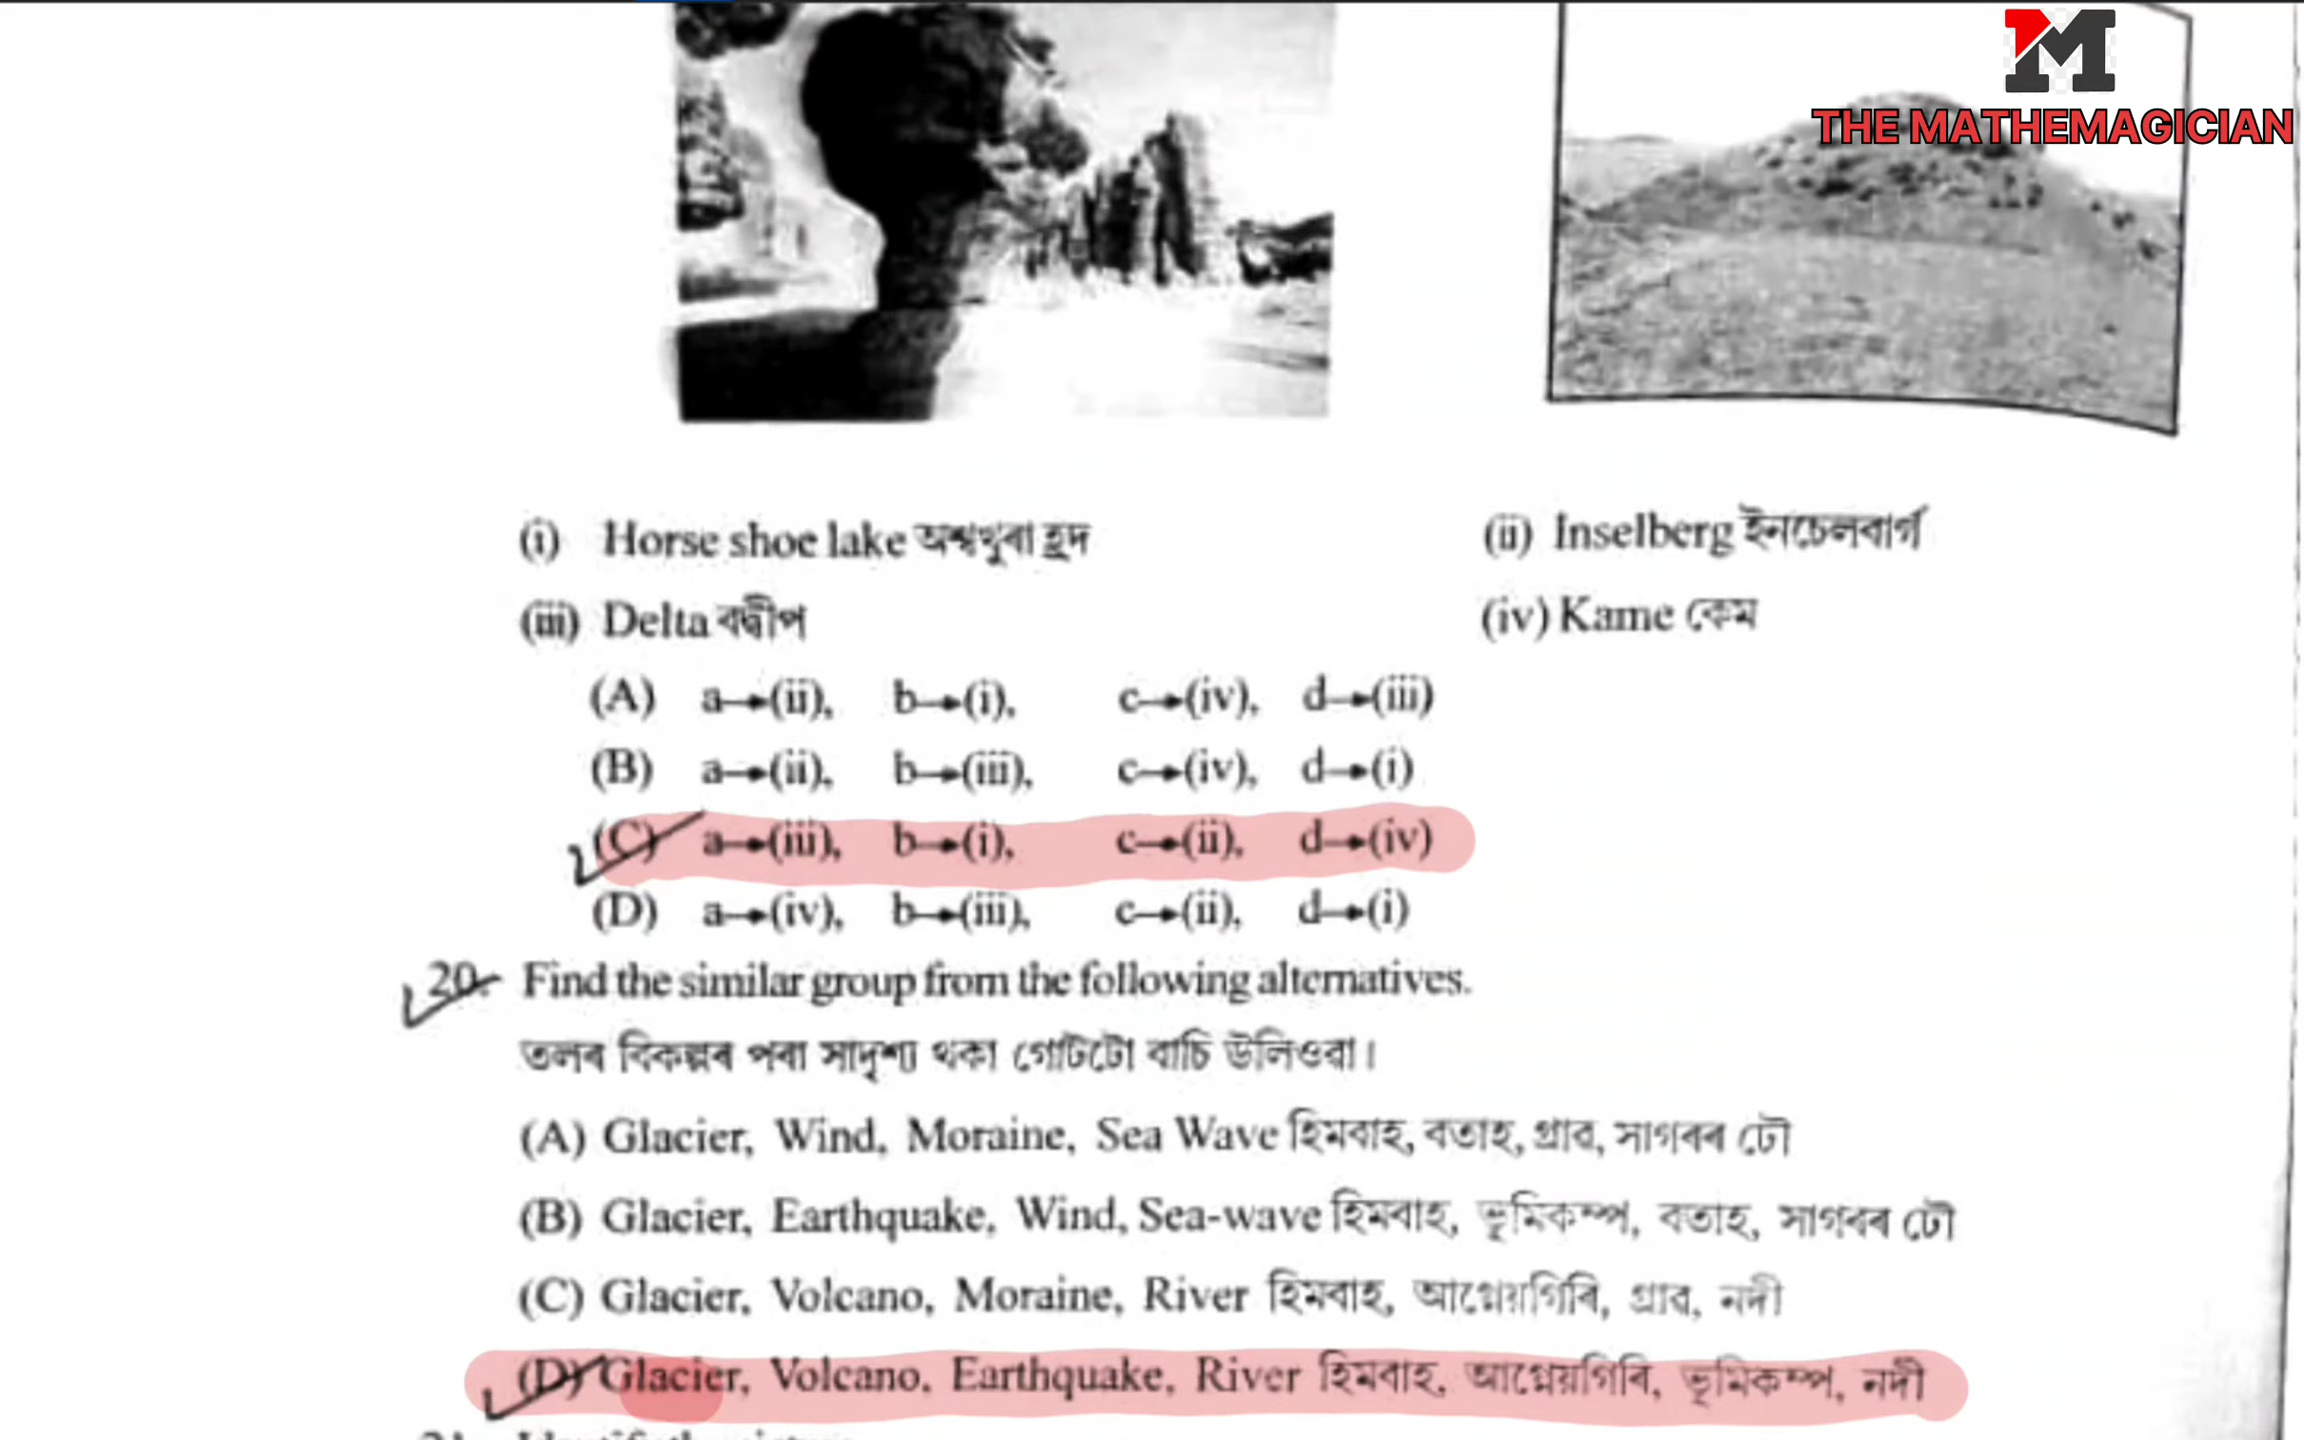 M
THE MATHEMAGICIAN
(i) Horse shoe lake অশ্বখুৰা হ্ৰদ
(ii) Inselberg ইনচেলবাৰ্গ
(iii) Delta বদ্বীপ
(iv) Kame কেম
(A) a→(ii), b→(i), c→(iv), d→(iii)
(B) a→(ii), b→(iii), c→(iv), d→(i)
(C) a→(iii), b→(i), c→(ii), d→(iv)
(D) a→(iv), b→(iii), c→(ii), d→(i)
20. Find the similar group from the following alternatives.
তলৰ বিকল্পৰ পৰা সাদৃশ্য থকা গোটটো বাচি উলিওৱা।
(A) Glacier, Wind, Moraine, Sea Wave হিমবাহ, বতাহ, গ্ৰাব, সাগৰৰ ঢৌ
(B) Glacier, Earthquake, Wind, Sea-wave হিমবাহ, ভূমিকম্প, বতাহ, সাগৰৰ ঢৌ
(C) Glacier, Volcano, Moraine, River হিমবাহ, আগ্নেয়গিৰি, গ্ৰাব, নদী
(D) Glacier, Volcano, Earthquake, River হিমবাহ, আগ্নেয়গিৰি, ভূমিকম্প, নদী